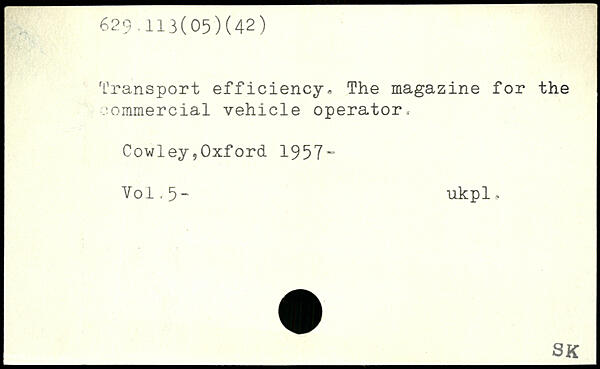 629.113(05)(42)
Transport efficiency. The magazine for the
commercial vehicle operator.
Cowley,Oxford 1957-
Vol.5- ukpl.
SK